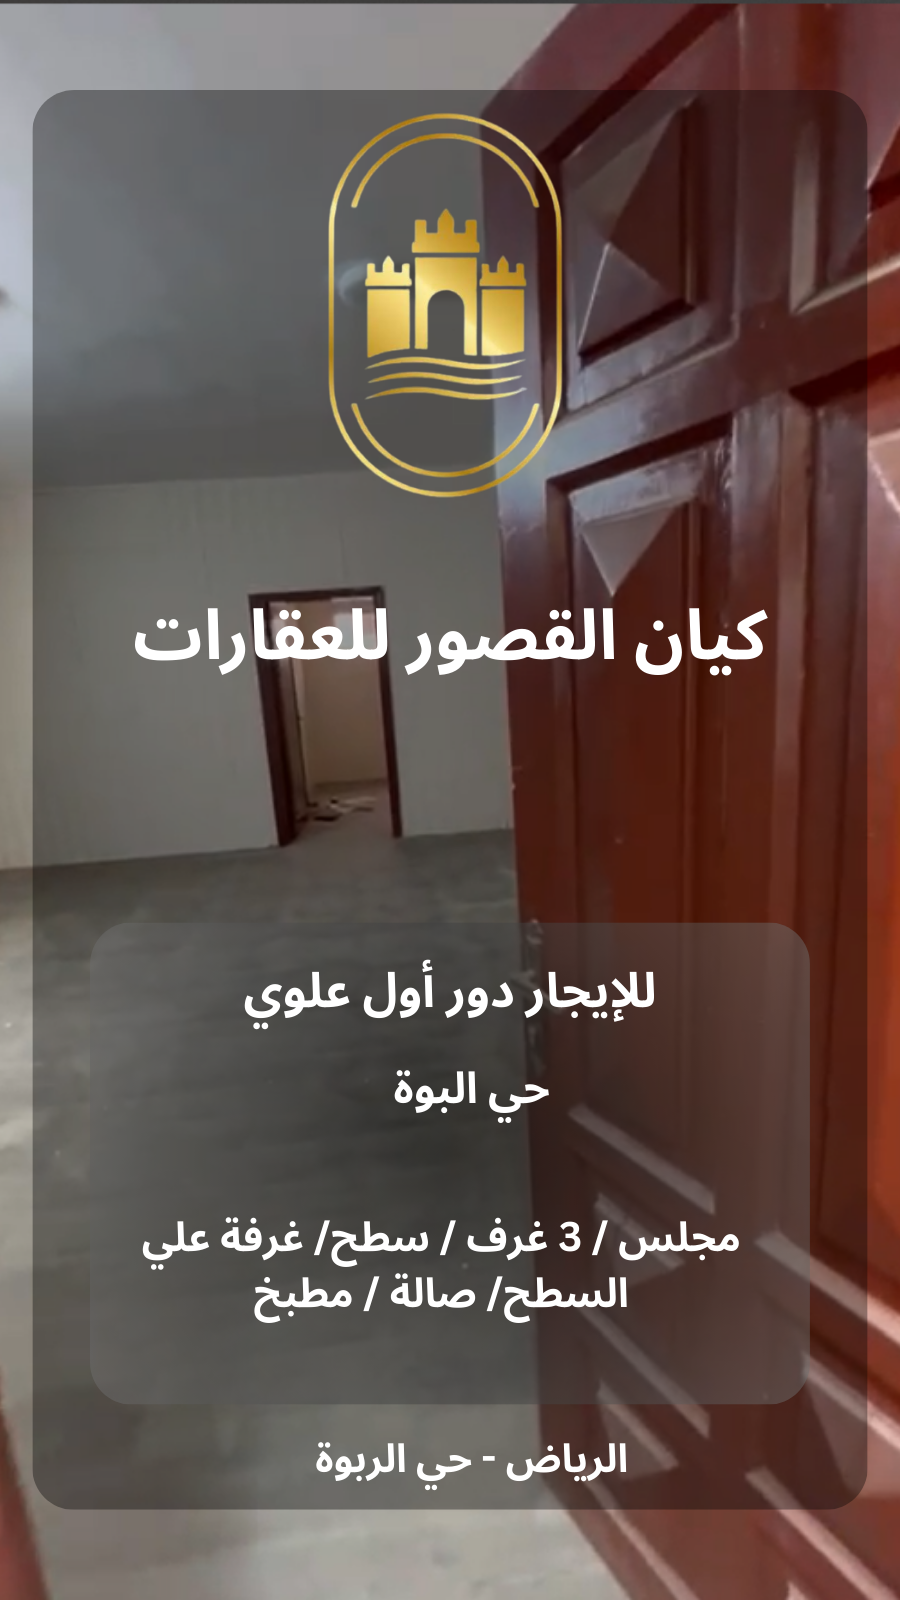 كيان القصور للعقارات
للإيجار دور أول علوي
حي البوة
مجلس / 3 غرف / سطح/ غرفة علي
السطح/ صالة / مطبخ
الرياض - حي الربوة